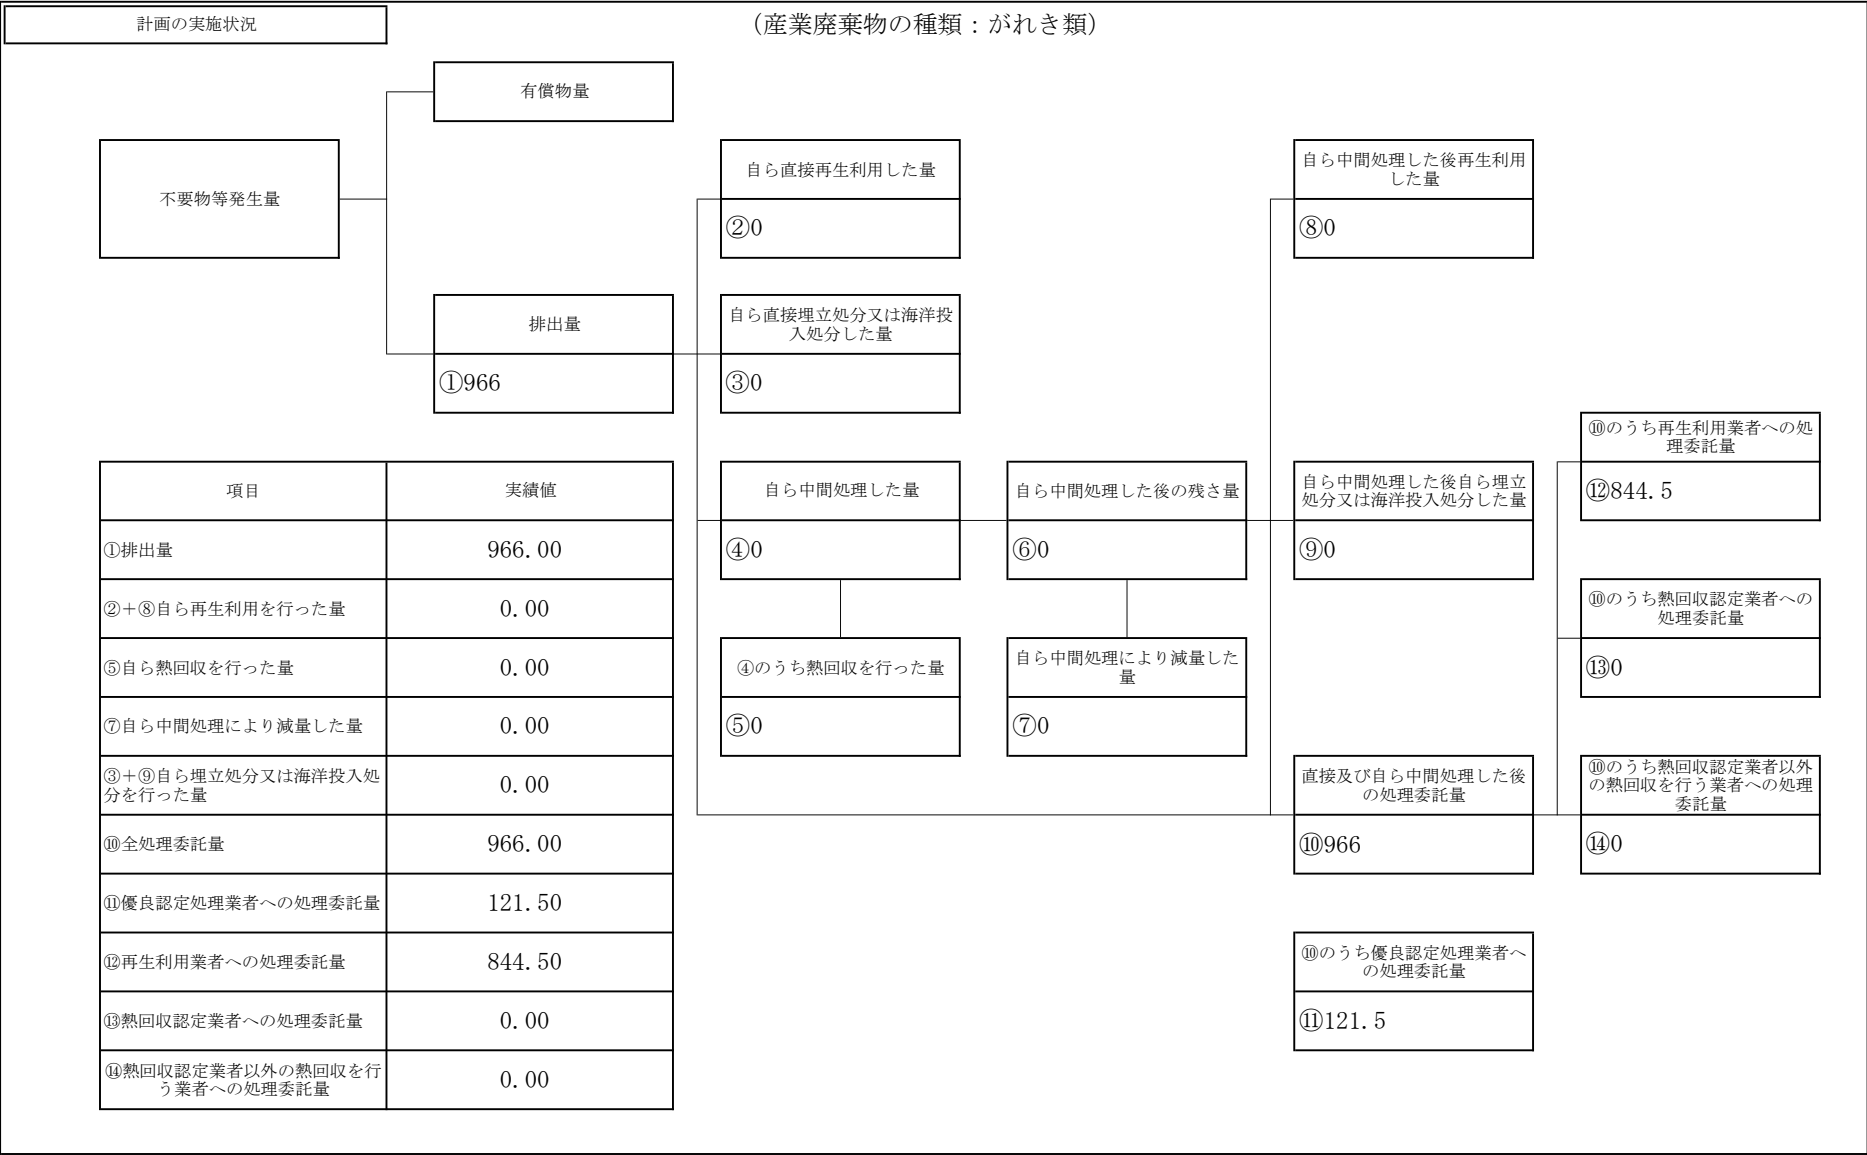 計画の実施状況
(産業廃棄物の種類：がれき類)
有償物量
不要物等発生量
排出量
①966
自ら直接再生利用した量
②0
自ら直接埋立処分又は海洋投
入処分した量
③0
自ら中間処理した量
④0
④のうち熱回収を行った量
⑤0
自ら中間処理した後の残さ量
⑥0
自ら中間処理により減量した
量
⑦0
自ら中間処理した後再生利用
した量
⑧0
自ら中間処理した後自ら埋立
処分又は海洋投入処分した量
⑨0
直接及び自ら中間処理した後
の処理委託量
⑩966
⑩のうち優良認定処理業者へ
の処理委託量
⑪121.5
⑩のうち再生利用業者への処
理委託量
⑫844.5
⑩のうち熱回収認定業者への
処理委託量
⑬0
⑩のうち熱回収認定業者以外
の熱回収を行う業者への処理
委託量
⑭0
項目 実績値
①排出量 966.00
②＋⑧自ら再生利用を行った量 0.00
⑤自ら熱回収を行った量 0.00
⑦自ら中間処理により減量した量 0.00
③＋⑨自ら埋立処分又は海洋投入処
分を行った量 0.00
⑩全処理委託量 966.00
⑪優良認定処理業者への処理委託量 121.50
⑫再生利用業者への処理委託量 844.50
⑬熱回収認定業者への処理委託量 0.00
⑭熱回収認定業者以外の熱回収を行
う業者への処理委託量 0.00